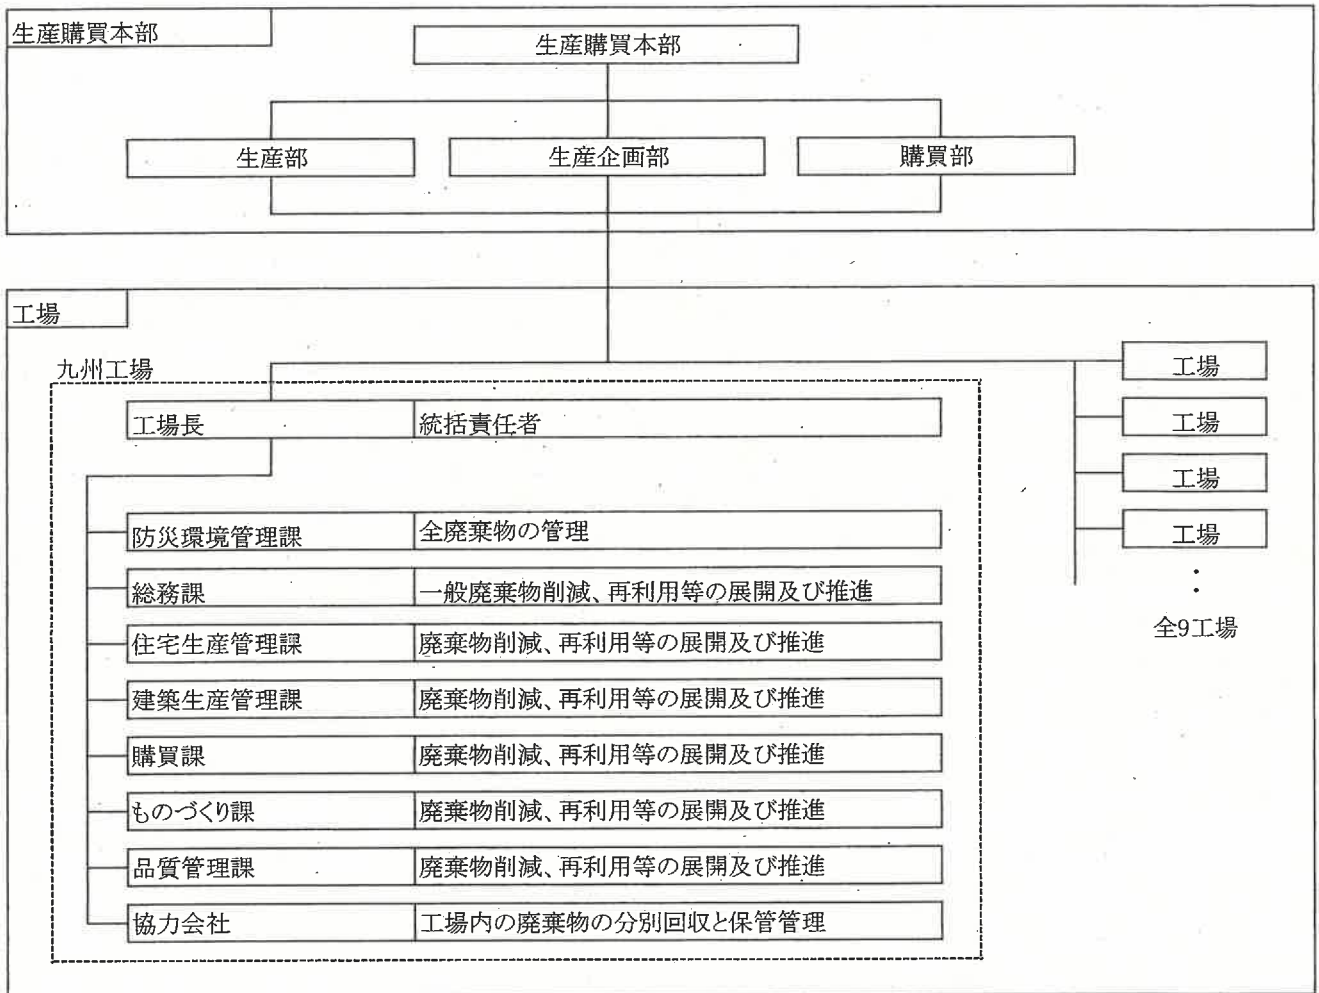 生産購買本部
生産購買本部
生産部
生産企画部
購買部
工場
九州工場
工場長
統括責任者
防災環境管理課
全廃棄物の管理
総務課
一般廃棄物削減、再利用等の展開及び推進
住宅生産管理課
廃棄物削減、再利用等の展開及び推進
建築生産管理課
廃棄物削減、再利用等の展開及び推進
購買課
廃棄物削減、再利用等の展開及び推進
ものづくり課
廃棄物削減、再利用等の展開及び推進
品質管理課
廃棄物削減、再利用等の展開及び推進
協力会社
工場内の廃棄物の分別回収と保管管理
工場
工場
工場
工場
全9工場